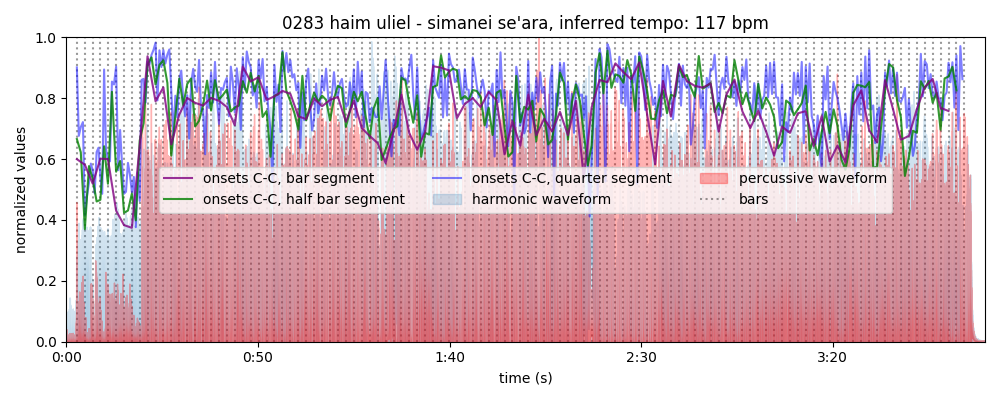 0283 haim uliel - simanei se'ara, inferred tempo: 117 bpm
1.0
0.8
0.6
0.4
0.2
0.0
normalized values
onsets C-C, bar segment
onsets C-C, half bar segment
onsets C-C, quarter segment
harmonic waveform
percussive waveform
bars
0:00 0:50 1:40 2:30 3:20
time (s)